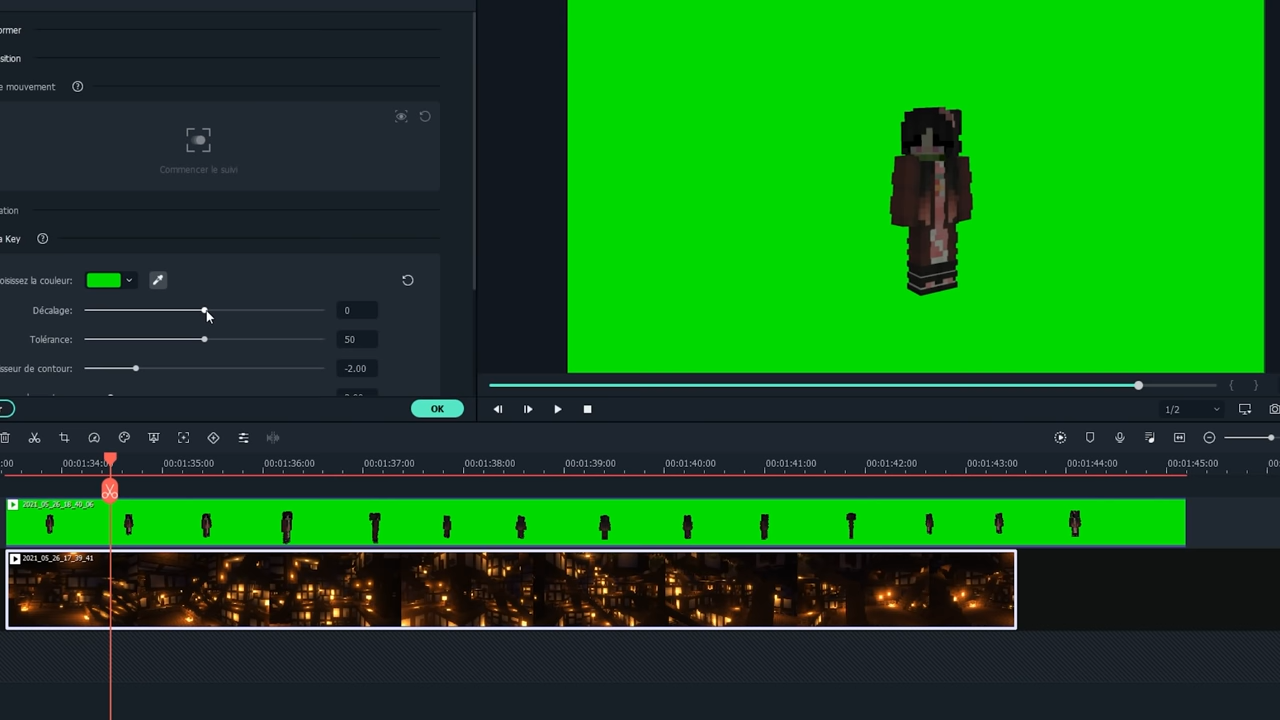 ormer
sition
e mouvement
Commencer le suivi
ation
a Key
oisissez la couleur:
Décalage: 0
Tolérance: 50
sseur de contour: -2.00
OK
1/2
:00 00:01:34:00 00:01:35:00 00:01:36:00 00:01:37:00 00:01:38:00 00:01:39:00 00:01:40:00 00:01:41:00 00:01:42:00 00:01:43:00 00:01:44:00 00:01:45:00 00:
2021_05_26_18_40_06
2021_05_26_17_39_41